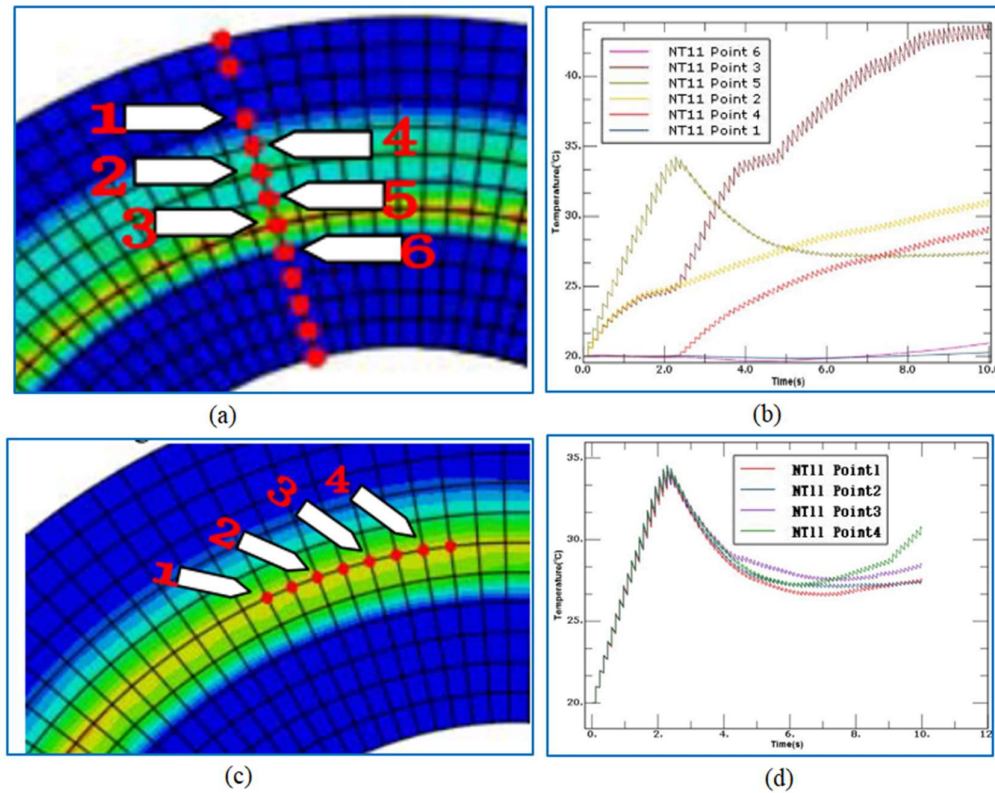 1
2
3
4
5
6
(a)
NT11 Point 6
NT11 Point 3
NT11 Point 5
NT11 Point 2
NT11 Point 4
NT11 Point 1
Temperature(℃)
40.
35.
30.
25.
20.
0.0 2.0 4.0 6.0 8.0 10.0
Time(s)
(b)
1
2
3
4
(c)
NT11 Point1
NT11 Point2
NT11 Point3
NT11 Point4
Temperature(℃)
35.
30.
25.
20.
0. 2. 4. 6. 8. 10. 12.
Time(s)
(d)